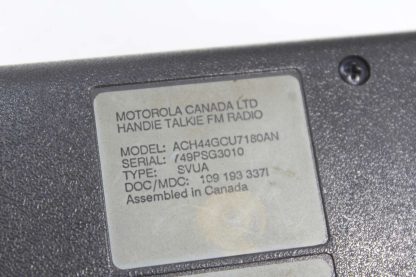 MOTOROLA CANADA LTD
HANDIE TALKIE FM RADIO
MODEL: ACH44GCU7180AN
SERIAL: 749PSG3010
TYPE: SVUA
DOC/MDC: 109 193 337I
Assembled in Canada